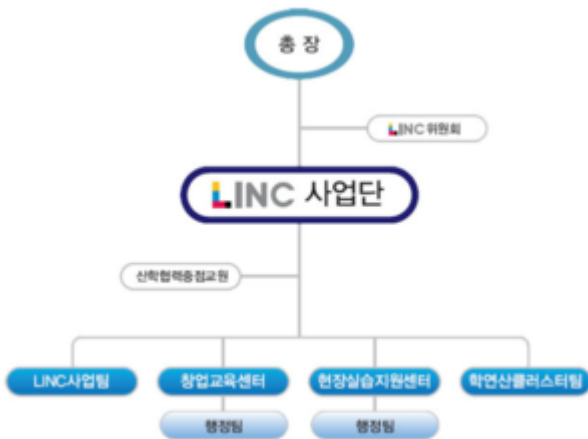 총 장
LINC 위원회
LINC 사업단
산학협력중점교원
LINC사업팀
창업교육센터
현장실습지원센터
학연산클러스터팀
행정팀
행정팀